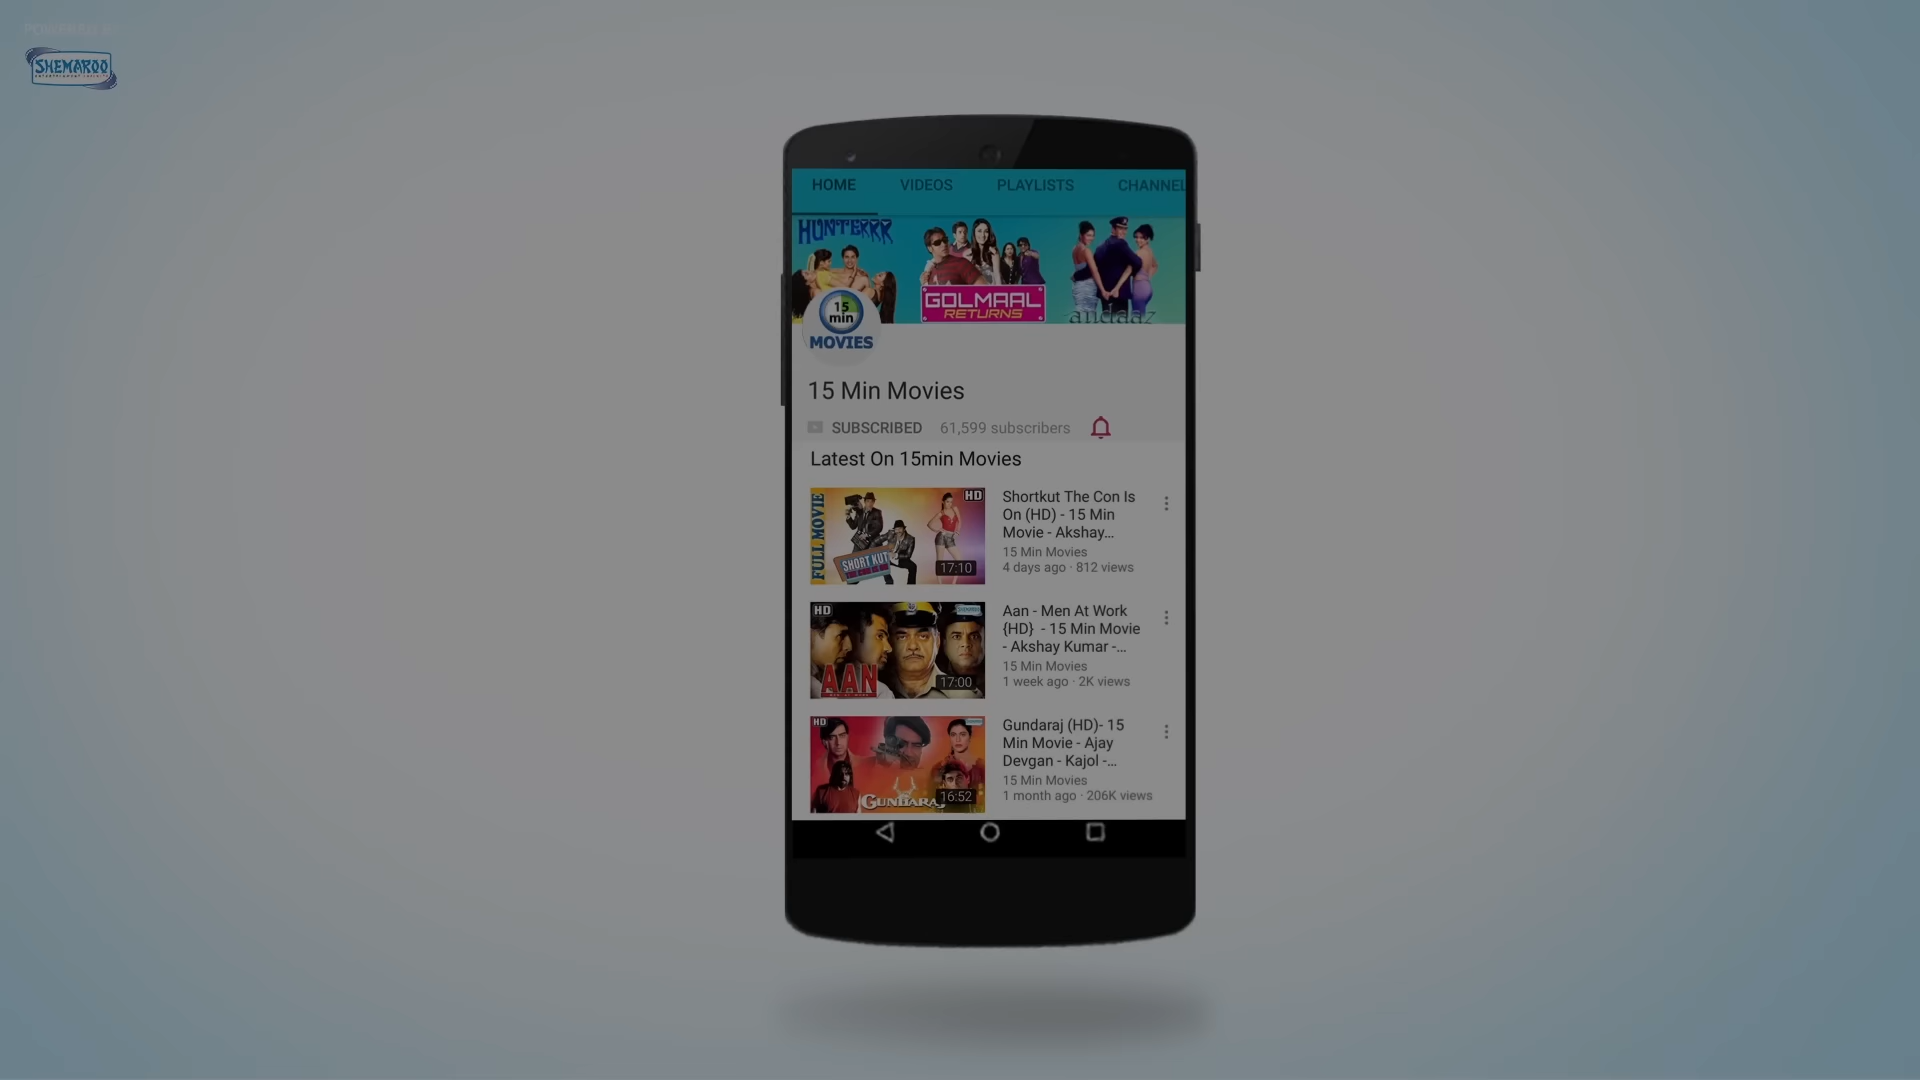 POWERED BY
SHEMAROO
HOME VIDEOS PLAYLISTS CHANNEL
HUNTERRR
GOLMAAL
RETURNS
andaaz
15
min
MOVIES
15 Min Movies
SUBSCRIBED 61,599 subscribers
Latest On 15min Movies
FULL MOVIE
HD
SHORT KUT
17:10
Shortkut The Con Is
On (HD) - 15 Min
Movie - Akshay...
15 Min Movies
4 days ago · 812 views
HD
SHEMAROO
AAN
17:00
Aan - Men At Work
{HD} - 15 Min Movie
- Akshay Kumar -...
15 Min Movies
1 week ago · 2K views
HD
GUNDARAJ
16:52
Gundaraj (HD)- 15
Min Movie - Ajay
Devgan - Kajol -...
15 Min Movies
1 month ago · 206K views